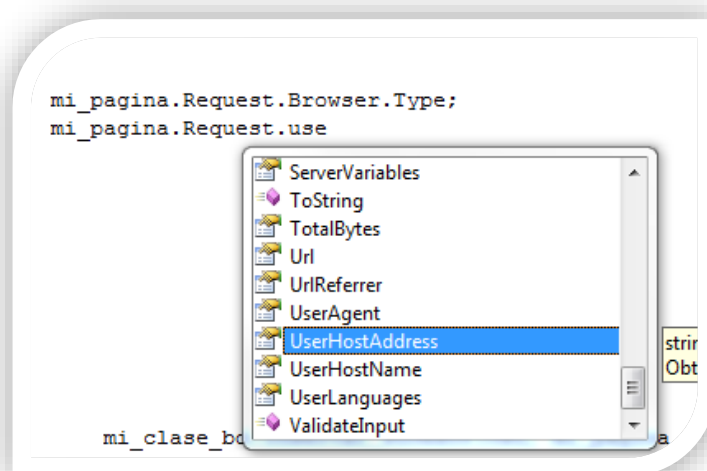 mi_pagina.Request.Browser.Type;
mi_pagina.Request.use
ServerVariables
ToString
TotalBytes
Url
UrlReferrer
UserAgent
UserHostAddress
UserHostName
UserLanguages
ValidateInput